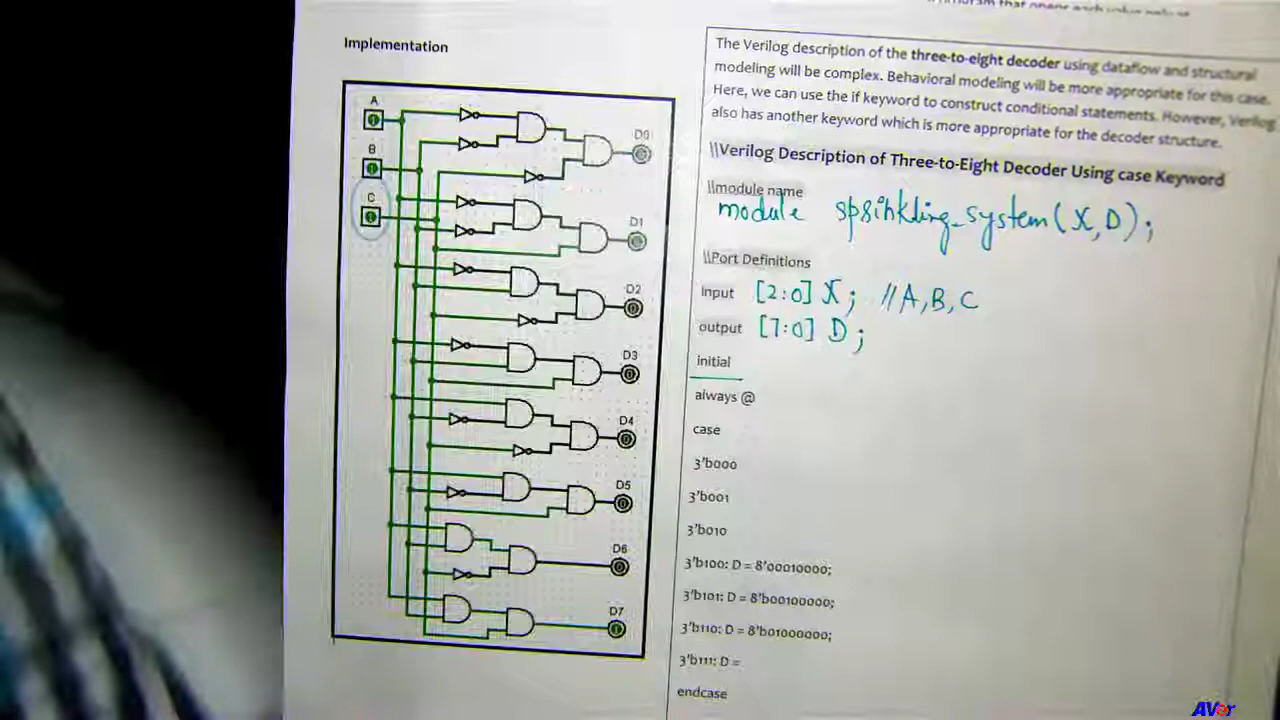 Implementation
A
B
C
D0
D1
D2
D3
D4
D5
D6
D7
The Verilog description of the three-to-eight decoder using dataflow and structural
modeling will be complex. Behavioral modeling will be more appropriate for this case.
Here, we can use the if keyword to construct conditional statements. However, Verilog
also has another keyword which is more appropriate for the decoder structure.
\\Verilog Description of Three-to-Eight Decoder Using case Keyword
\\module name
module sprinkling_system(X,D);
\\Port Definitions
input [2:0] X; //A,B,C
output [7:0] D;
initial
always @
case
3'b000
3'b001
3'b010
3'b100: D = 8'00010000;
3'b101: D = 8'b00100000;
3'b110: D = 8'b01000000;
3'b111: D =
endcase
AVer